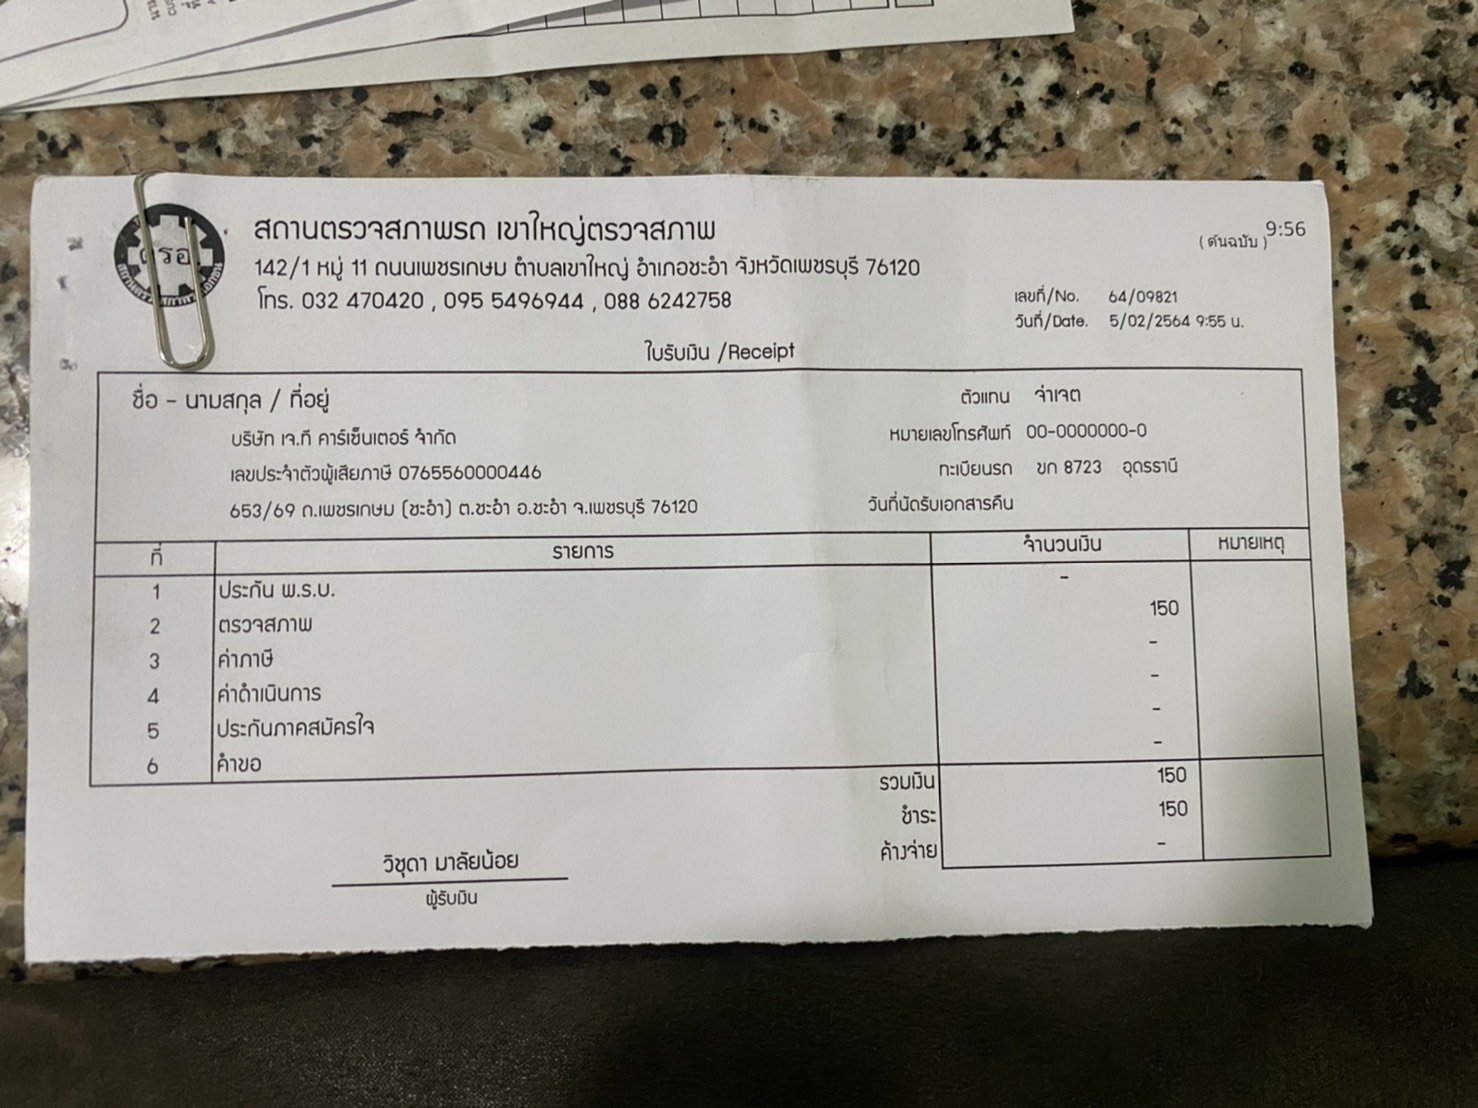 สถานตรวจสภาพรถ เขาใหญ่ตรวจสภาพ
142/1 หมู่ 11 ถนนเพชรเกษม ตำบลเขาใหญ่ อำเภอชะอำ จังหวัดเพชรบุรี 76120
โทร. 032 470420 , 095 5496944 , 088 6242758
( ต้นฉบับ ) 9:56
เลขที่/No. 64/09821
วันที่/Date. 5/02/2564 9:55 น.
ใบรับเงิน /Receipt
ชื่อ - นามสกุล / ที่อยู่
บริษัท เจ.ที คาร์เซ็นเตอร์ จำกัด
เลขประจำตัวผู้เสียภาษี 0765560000446
653/69 ถ.เพชรเกษม (ชะอำ) ต.ชะอำ อ.ชะอำ จ.เพชรบุรี 76120
ตัวแทน จ่าเจต
หมายเลขโทรศัพท์ 00-0000000-0
ทะเบียนรถ ขก 8723 อุดรธานี
วันที่นัดรับเอกสารคืน
ที่ รายการ จำนวนเงิน หมายเหตุ
1 ประกัน พ.ร.บ. -
2 ตรวจสภาพ 150
3 ค่าภาษี -
4 ค่าดำเนินการ -
5 ประกันภาคสมัครใจ -
6 คำขอ -
รวมเงิน 150
ชำระ 150
ค้างจ่าย -
วิชุดา มาลัยน้อย
ผู้รับเงิน